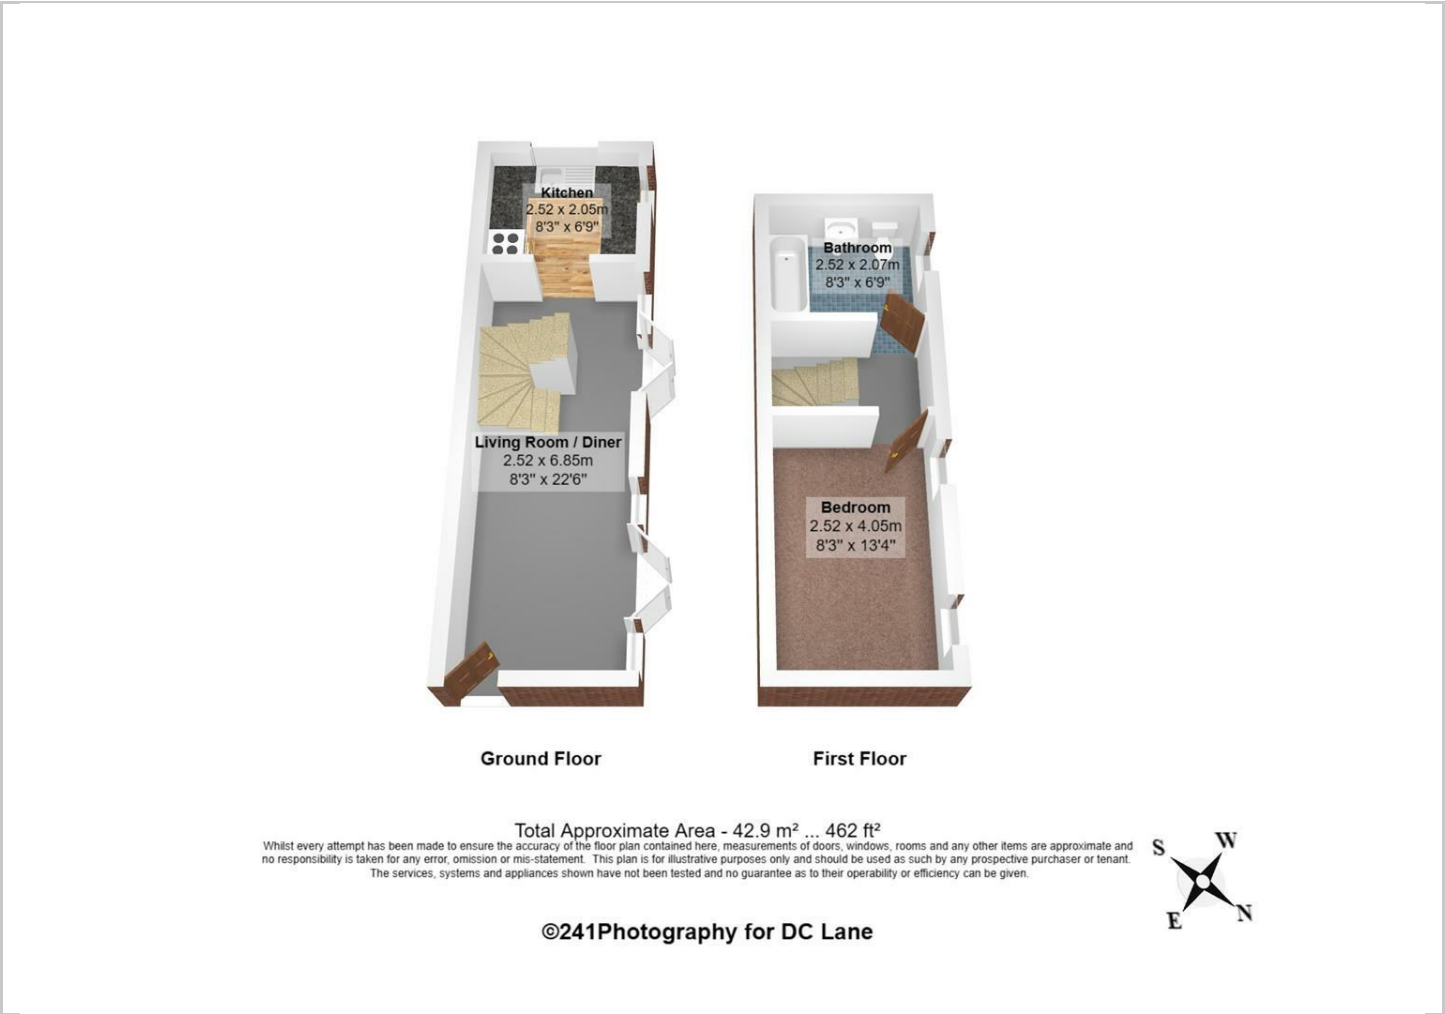 Kitchen
2.52 x 2.05m
8'3" x 6'9"
Living Room / Diner
2.52 x 6.85m
8'3" x 22'6"
Bathroom
2.52 x 2.07m
8'3" x 6'9"
Bedroom
2.52 x 4.05m
8'3" x 13'4"
Ground Floor
First Floor
Total Approximate Area - 42.9 m² ... 462 ft²
Whilst every attempt has been made to ensure the accuracy of the floor plan contained here, measurements of doors, windows, rooms and any other items are approximate and
no responsibility is taken for any error, omission or mis-statement. This plan is for illustrative purposes only and should be used as such by any prospective purchaser or tenant.
The services, systems and appliances shown have not been tested and no guarantee as to their operability or efficiency can be given.
©241Photography for DC Lane
S W
E N